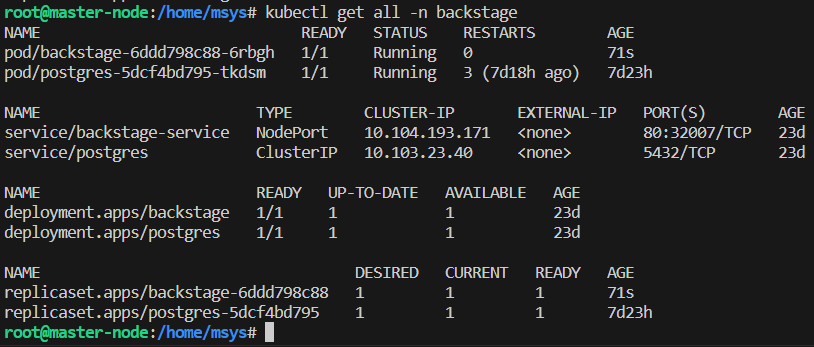 root@master-node:/home/msys# kubectl get all -n backstage
NAME                             READY   STATUS    RESTARTS        AGE
pod/backstage-6ddd798c88-6rbgh   1/1     Running   0               71s
pod/postgres-5dcf4bd795-tkdsm    1/1     Running   3 (7d18h ago)   7d23h
NAME                        TYPE        CLUSTER-IP       EXTERNAL-IP   PORT(S)        AGE
service/backstage-service   NodePort    10.104.193.171   <none>        80:32007/TCP   23d
service/postgres            ClusterIP   10.103.23.40     <none>        5432/TCP       23d
NAME                        READY   UP-TO-DATE   AVAILABLE   AGE
deployment.apps/backstage   1/1     1            1           23d
deployment.apps/postgres    1/1     1            1           23d
NAME                                   DESIRED   CURRENT   READY   AGE
replicaset.apps/backstage-6ddd798c88   1         1         1       71s
replicaset.apps/postgres-5dcf4bd795    1         1         1       7d23h
root@master-node:/home/msys#